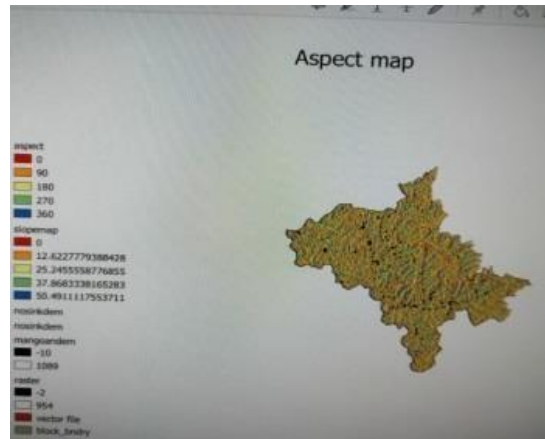 Aspect map
aspect
0
90
180
270
360
slopemap
0
12.6227779388428
25.2455558776855
37.8683338165283
50.4911117553711
nosinkdem
nosinkdem
mangoandem
-10
1089
raster
-2
954
vector file
block_bndry